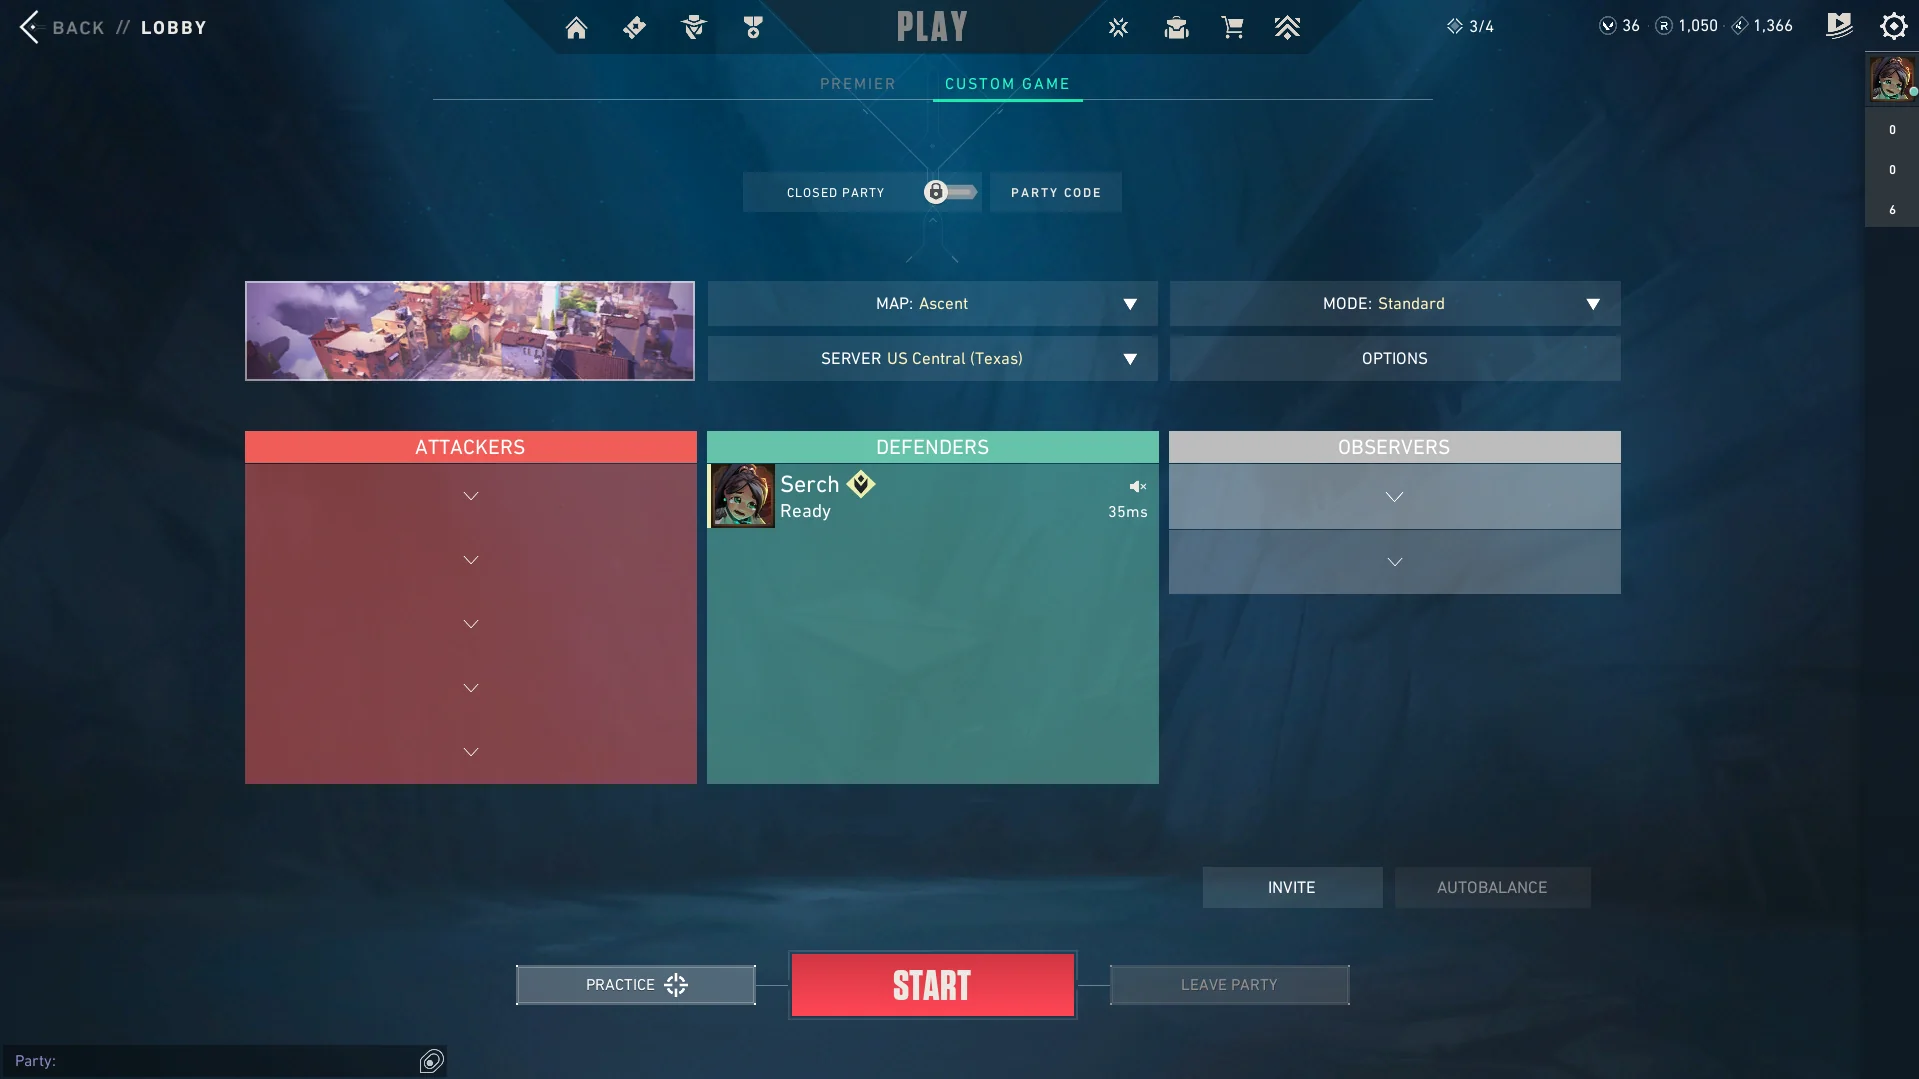 BACK // LOBBY
PLAY
3/4
36
1,050
1,366
PREMIER
CUSTOM GAME
CLOSED PARTY
PARTY CODE
0
0
6
MAP: Ascent
MODE: Standard
SERVER US Central (Texas)
OPTIONS
ATTACKERS
DEFENDERS
OBSERVERS
Serch
Ready
35ms
INVITE
AUTOBALANCE
PRACTICE
START
LEAVE PARTY
Party: